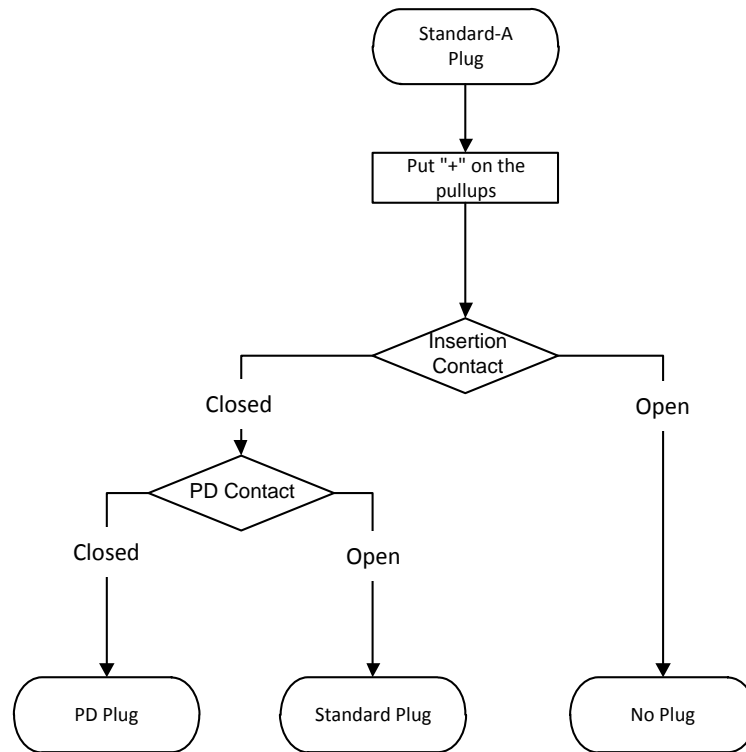 Standard-A
Plug
Put "+" on the
pullups
Insertion
Contact
Closed
Open
PD Contact
Closed
Open
PD Plug
Standard Plug
No Plug